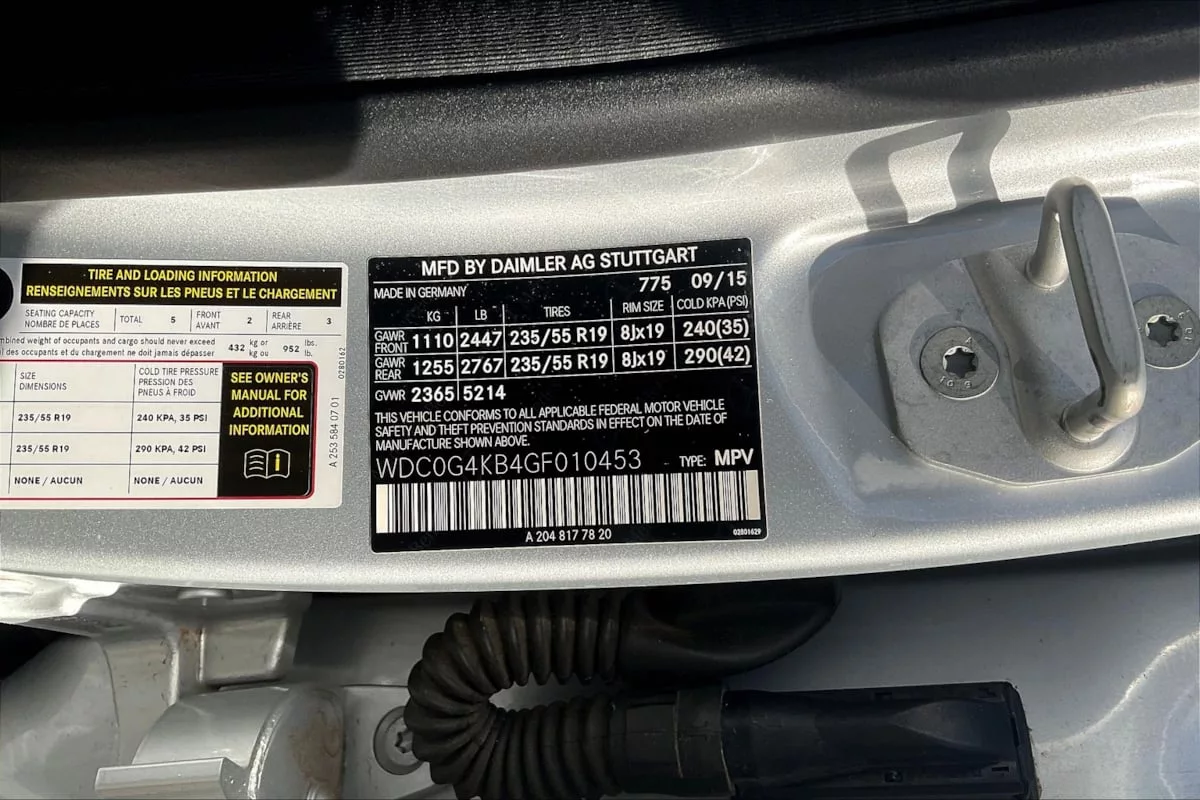 TIRE AND LOADING INFORMATION
RENSEIGNEMENTS SUR LES PNEUS ET LE CHARGEMENT
SEATING CAPACITY
NOMBRE DE PLACES
TOTAL 5
FRONT
AVANT
2
REAR
ARRIÈRE
3
of occupants and cargo should never exceed
des occupants et du chargement ne doit jamais dépasser
432 kg or
kg ou
952 lbs.
lb.
SIZE
DIMENSIONS
COLD TIRE PRESSURE
PRESSION DES
PNEUS À FROID
235/55 R19 240 KPA, 35 PSI
235/55 R19 290 KPA, 42 PSI
NONE / AUCUN NONE / AUCUN
SEE OWNER'S
MANUAL FOR
ADDITIONAL
INFORMATION
0280162
A 253 584 07 01
MFD BY DAIMLER AG STUTTGART
MADE IN GERMANY 775 09/15
KG LB TIRES RIM SIZE COLD KPA (PSI)
GAWR
FRONT 1110 2447 235/55 R19 8Jx19 240(35)
GAWR
REAR 1255 2767 235/55 R19 8Jx19 290(42)
GVWR 2365 5214
THIS VEHICLE CONFORMS TO ALL APPLICABLE FEDERAL MOTOR VEHICLE
SAFETY AND THEFT PREVENTION STANDARDS IN EFFECT ON THE DATE OF
MANUFACTURE SHOWN ABOVE.
WDC0G4KB4GF010453 TYPE: MPV
A 204 817 78 20
02801629